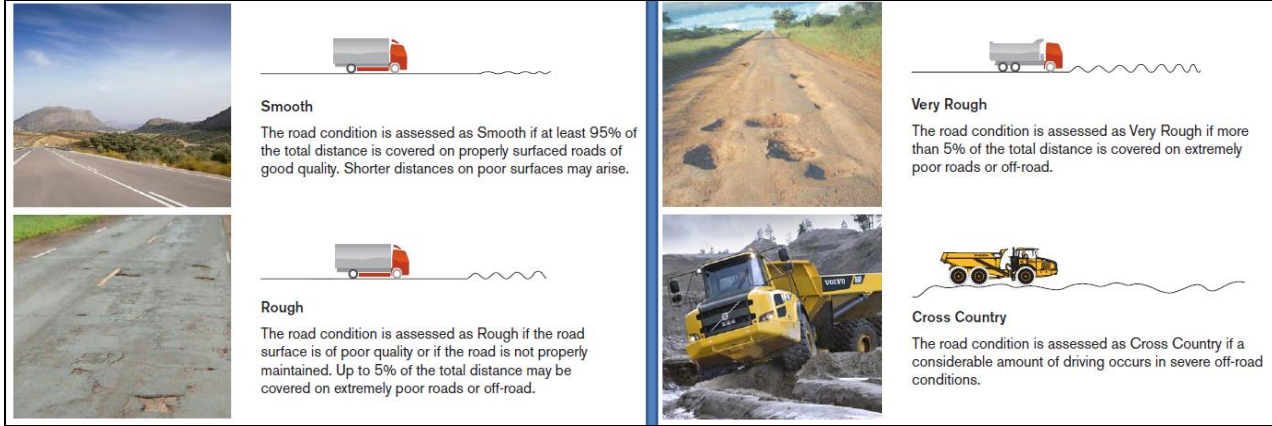 Smooth
The road condition is assessed as Smooth if at least 95% of
the total distance is covered on properly surfaced roads of
good quality. Shorter distances on poor surfaces may arise.
Rough
The road condition is assessed as Rough if the road
surface is of poor quality or if the road is not properly
maintained. Up to 5% of the total distance may be
covered on extremely poor roads or off-road.
Very Rough
The road condition is assessed as Very Rough if more
than 5% of the total distance is covered on extremely
poor roads or off-road.
VOLVO
Cross Country
The road condition is assessed as Cross Country if a
considerable amount of driving occurs in severe off-road
conditions.